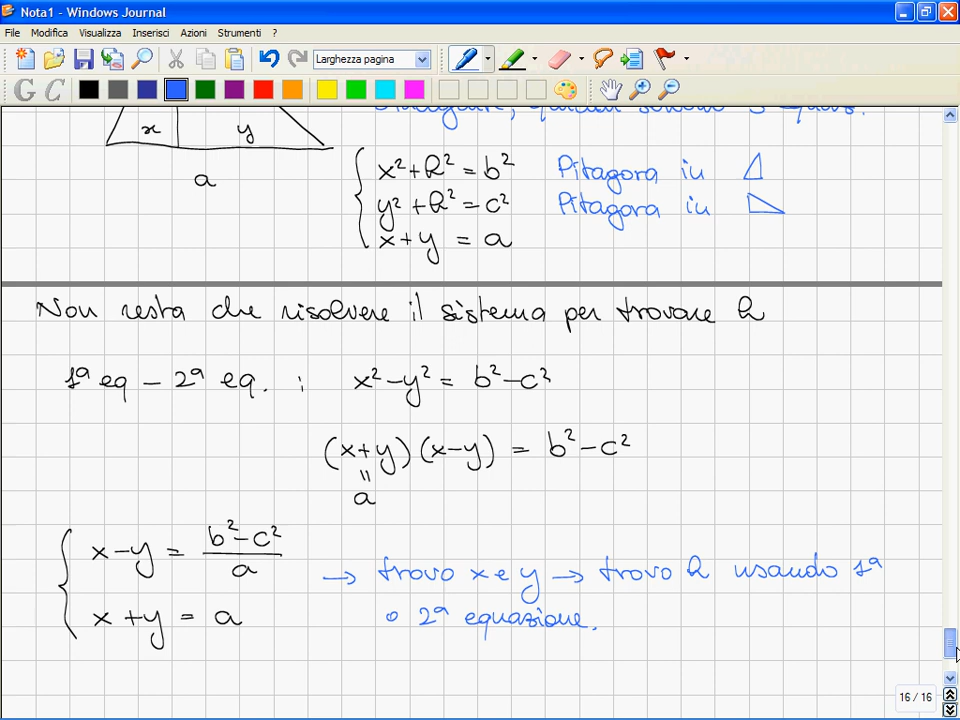 Nota1 - Windows Journal
File Modifica Visualizza Inserisci Azioni Strumenti ?
Larghezza pagina
G C
x y
a
x² + h² = b² Pitagora in
y² + h² = c² Pitagora in
x + y = a
Non resta che risolvere il sistema per trovare h
1ª eq – 2ª eq. : x² – y² = b² – c²
(x+y)(x–y) = b² – c²
=
a
x – y = b² – c² / a
x + y = a
→ trovo x e y → trovo h usando 1ª
o 2ª equazione.
16 / 16